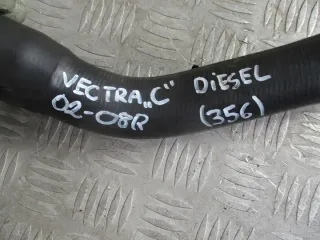 VECTRA „C" DIESEL
02-08R (356)